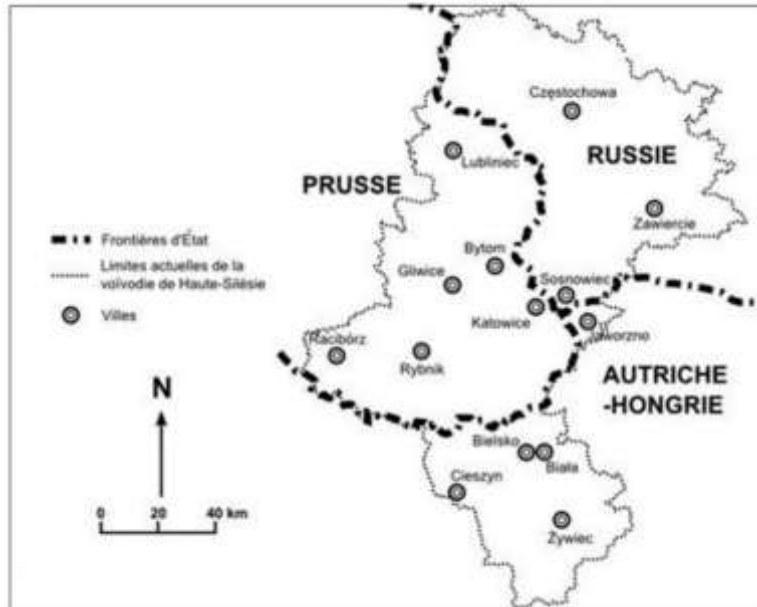 Częstochowa
Lubliniec
RUSSIE
PRUSSE
Zawiercie
Frontières d'État
Bytom
Limites actuelles de la
voïvodie de Haute-Silésie
Gliwice
Sosnowiec
Villes
Katowice
Jaworzno
Racibórz
Rybnik
AUTRICHE
-HONGRIE
N
Bielsko
Biała
Cieszyn
0 20 40 km
Żywiec